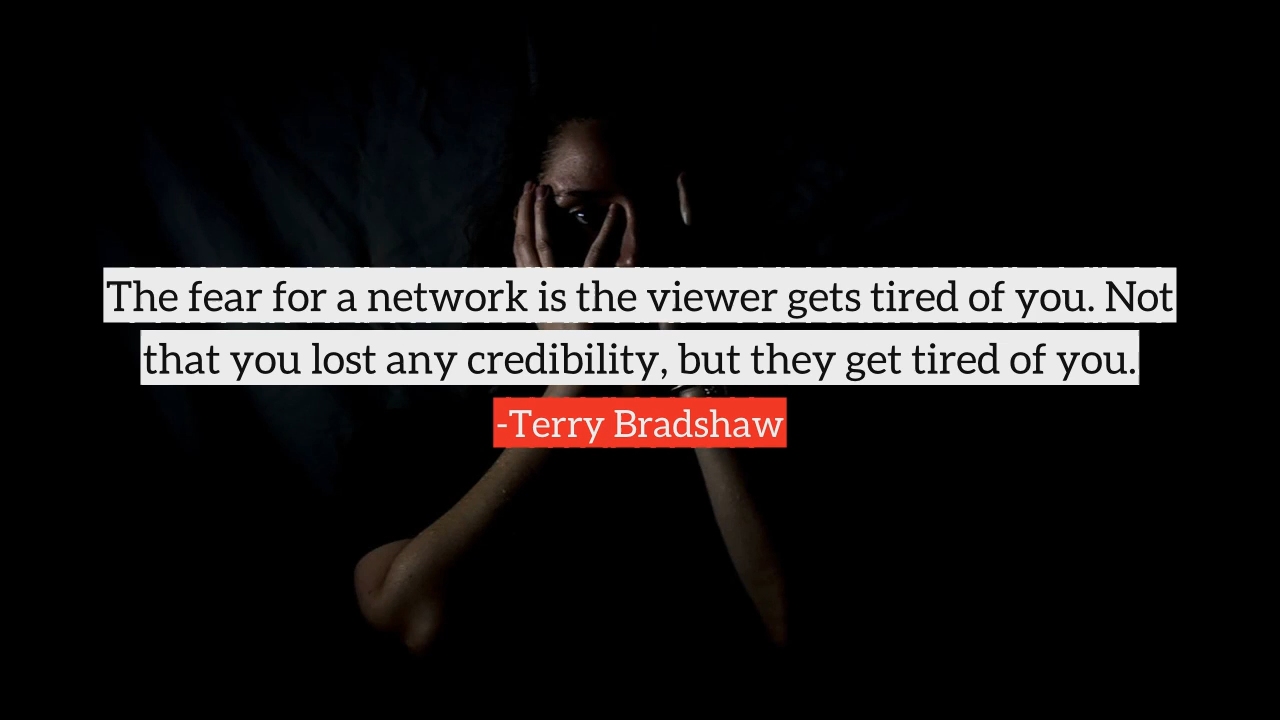 The fear for a network is the viewer gets tired of you. Not
that you lost any credibility, but they get tired of you.
-Terry Bradshaw